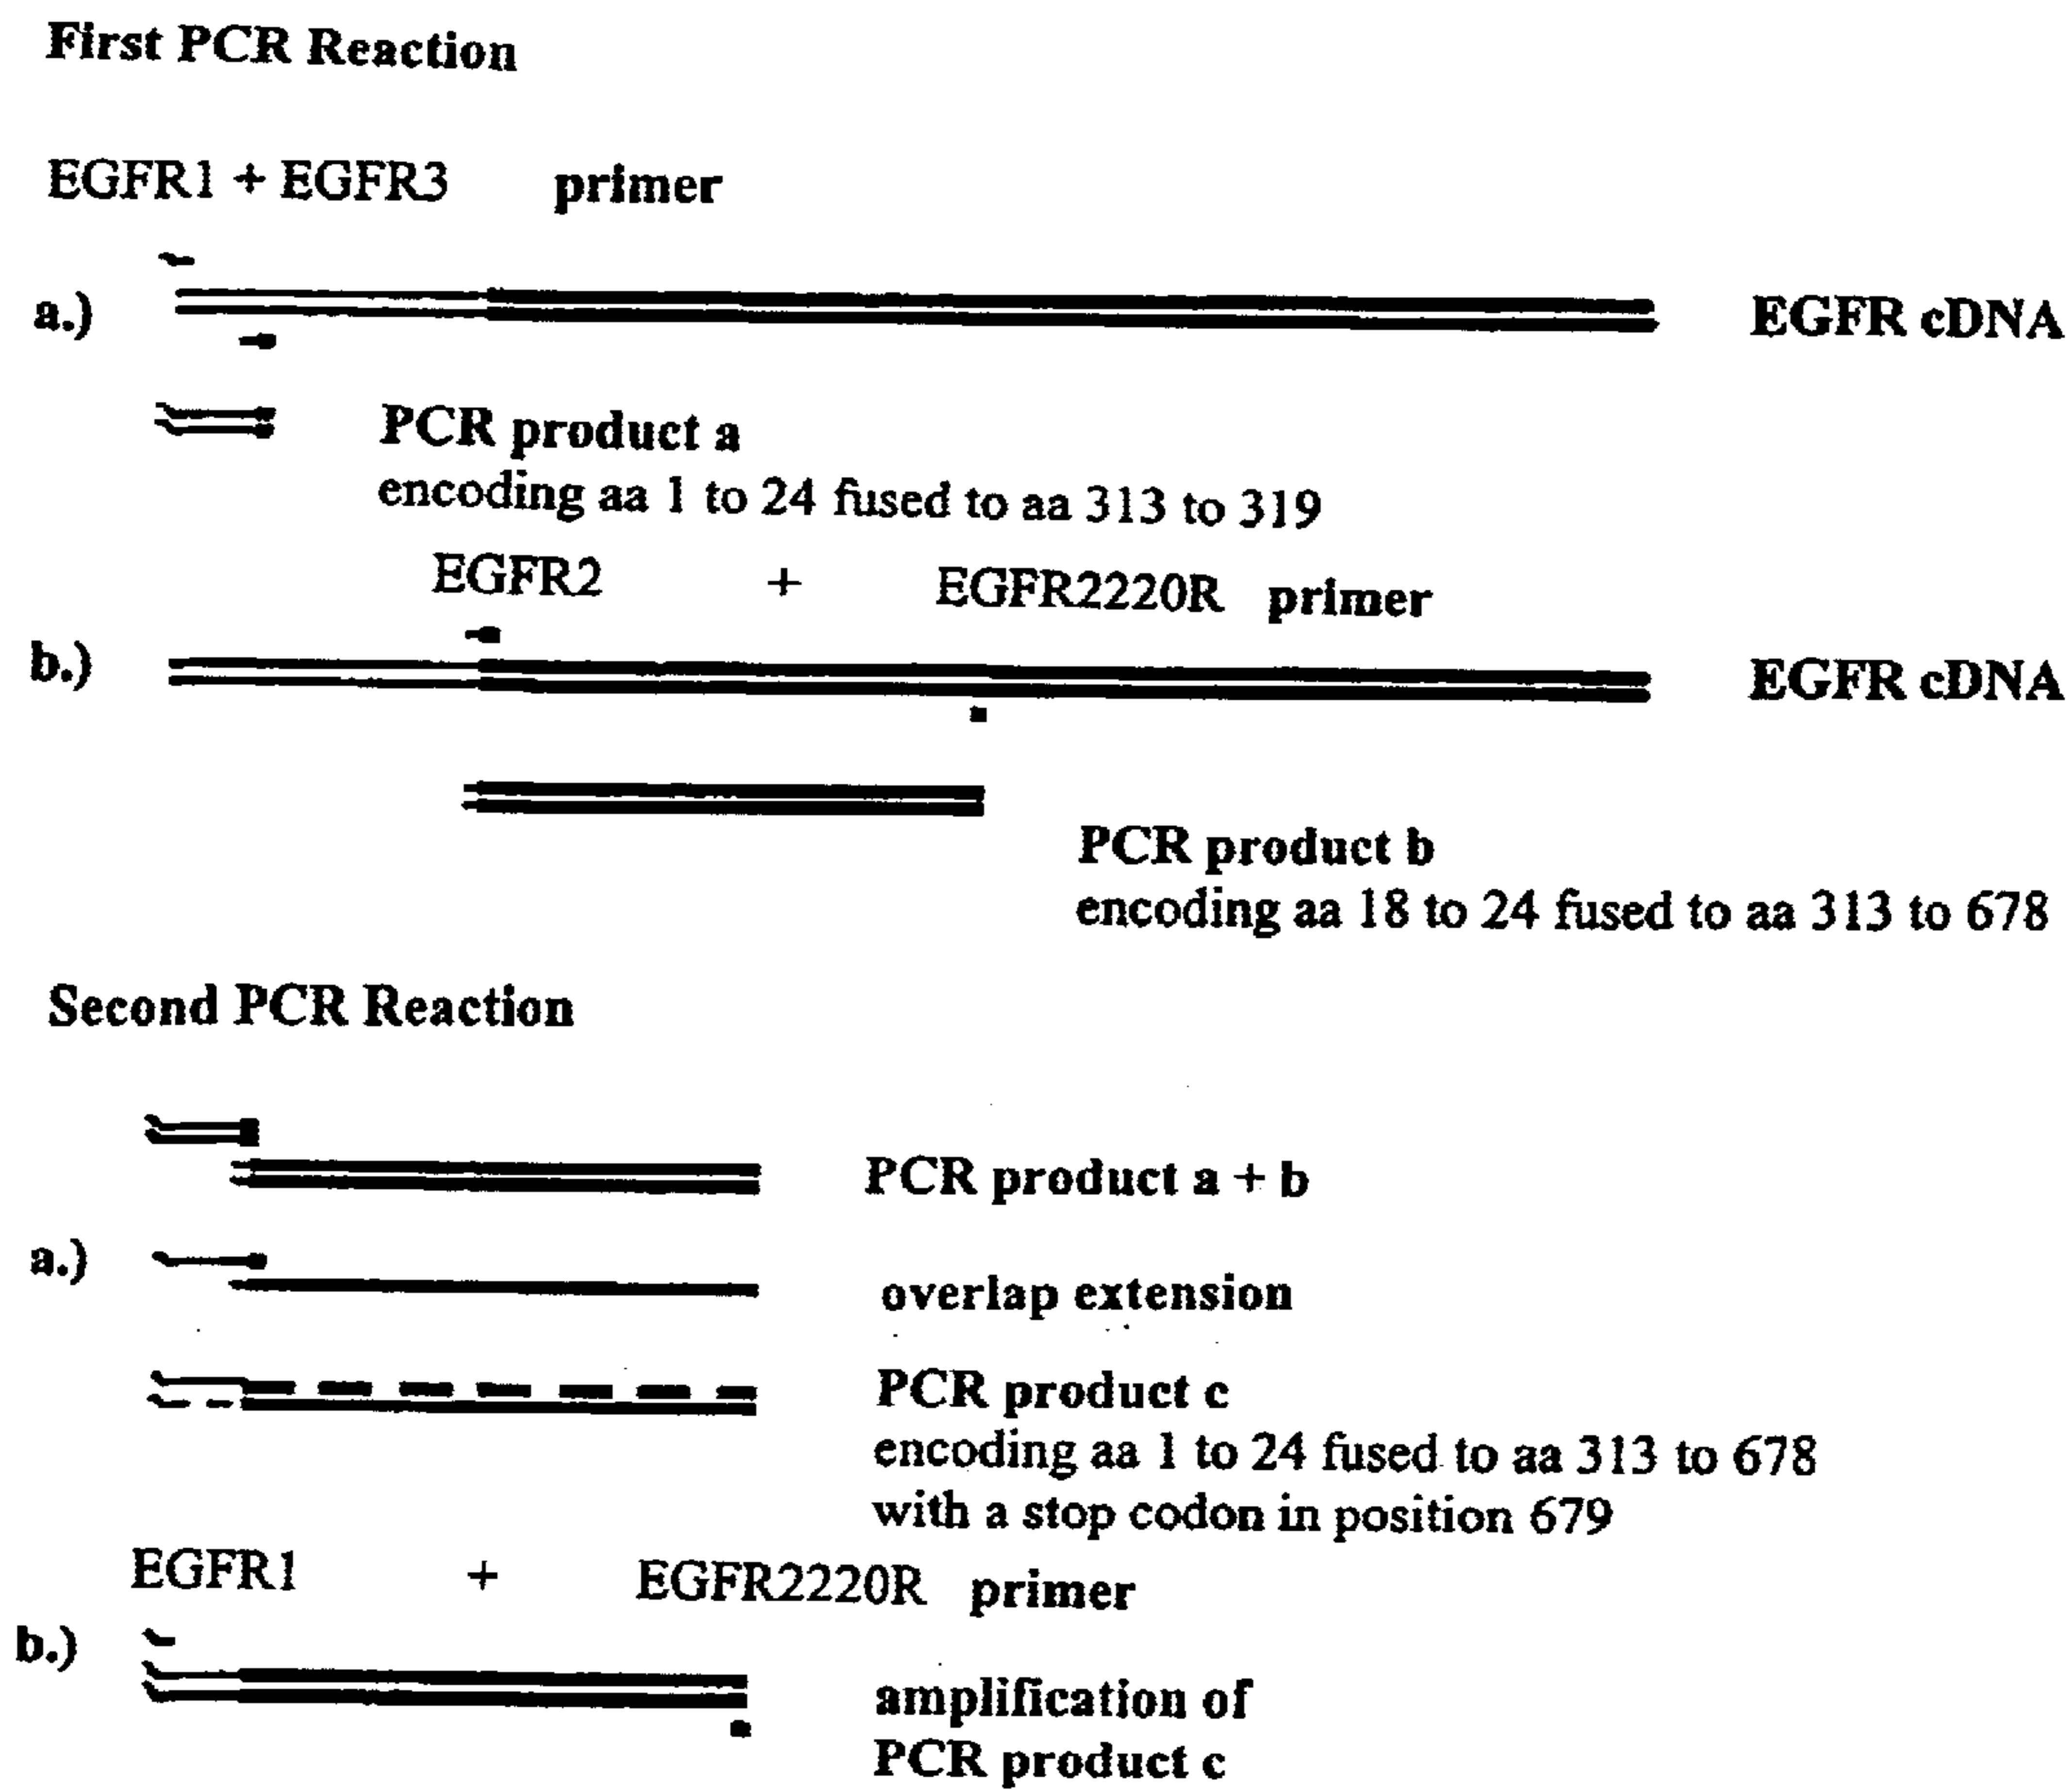 First PCR Reaction
EGFR1 + EGFR3 primer
a.)
EGFR cDNA
PCR product a
encoding aa 1 to 24 fused to aa 313 to 319
EGFR2 + EGFR2220R primer
b.)
EGFR cDNA
PCR product b
encoding aa 18 to 24 fused to aa 313 to 678
Second PCR Reaction
PCR product a + b
a.)
overlap extension
PCR product c
encoding aa 1 to 24 fused to aa 313 to 678
with a stop codon in position 679
EGFR1 + EGFR2220R primer
b.)
amplification of
PCR product c